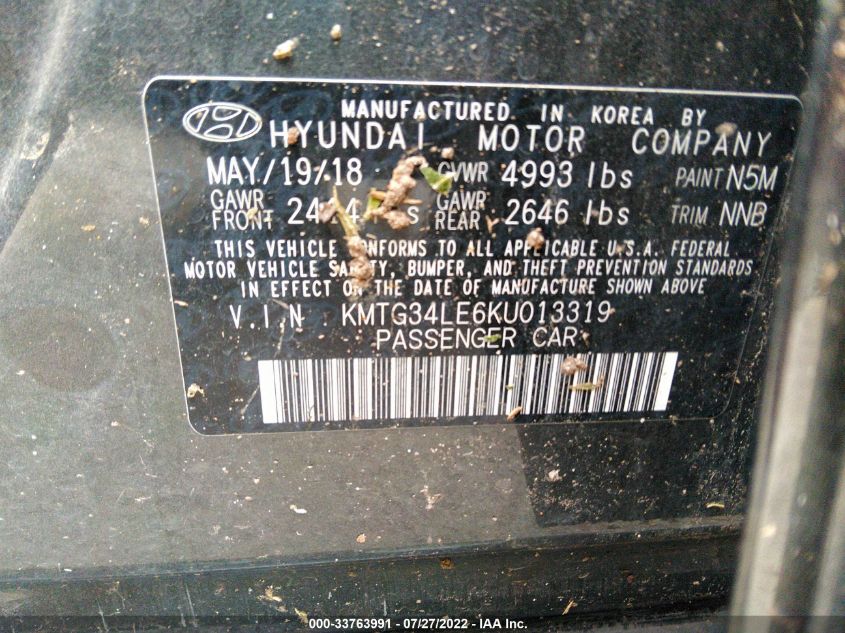 MANUFACTURED IN KOREA BY
HYUNDAI MOTOR COMPANY
MAY/19/18 GVWR 4993 lbs PAINT N5M
GAWR FRONT GAWR REAR 2646 lbs TRIM NNB
THIS VEHICLE CONFORMS TO ALL APPLICABLE U.S.A. FEDERAL
MOTOR VEHICLE SAFETY, BUMPER, AND THEFT PREVENTION STANDARDS
IN EFFECT ON THE DATE OF MANUFACTURE SHOWN ABOVE
V.I.N KMTG34LE6KU013319
PASSENGER CAR
000-33763991 - 07/27/2022 - IAA Inc.